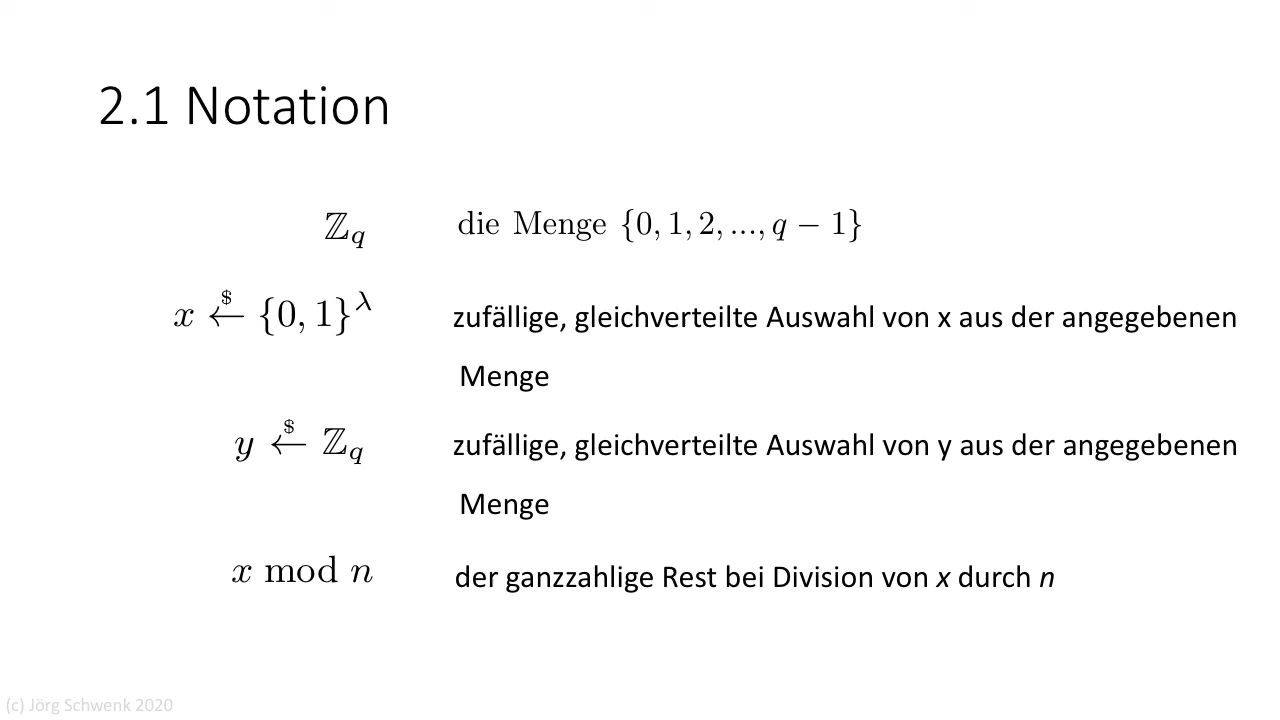 2.1 Notation
ℤ_q die Menge {0, 1, 2, ..., q − 1}
x ←$ {0, 1}^λ zufällige, gleichverteilte Auswahl von x aus der angegebenen
Menge
y ←$ ℤ_q zufällige, gleichverteilte Auswahl von y aus der angegebenen
Menge
x mod n der ganzzahlige Rest bei Division von x durch n
(c) Jörg Schwenk 2020